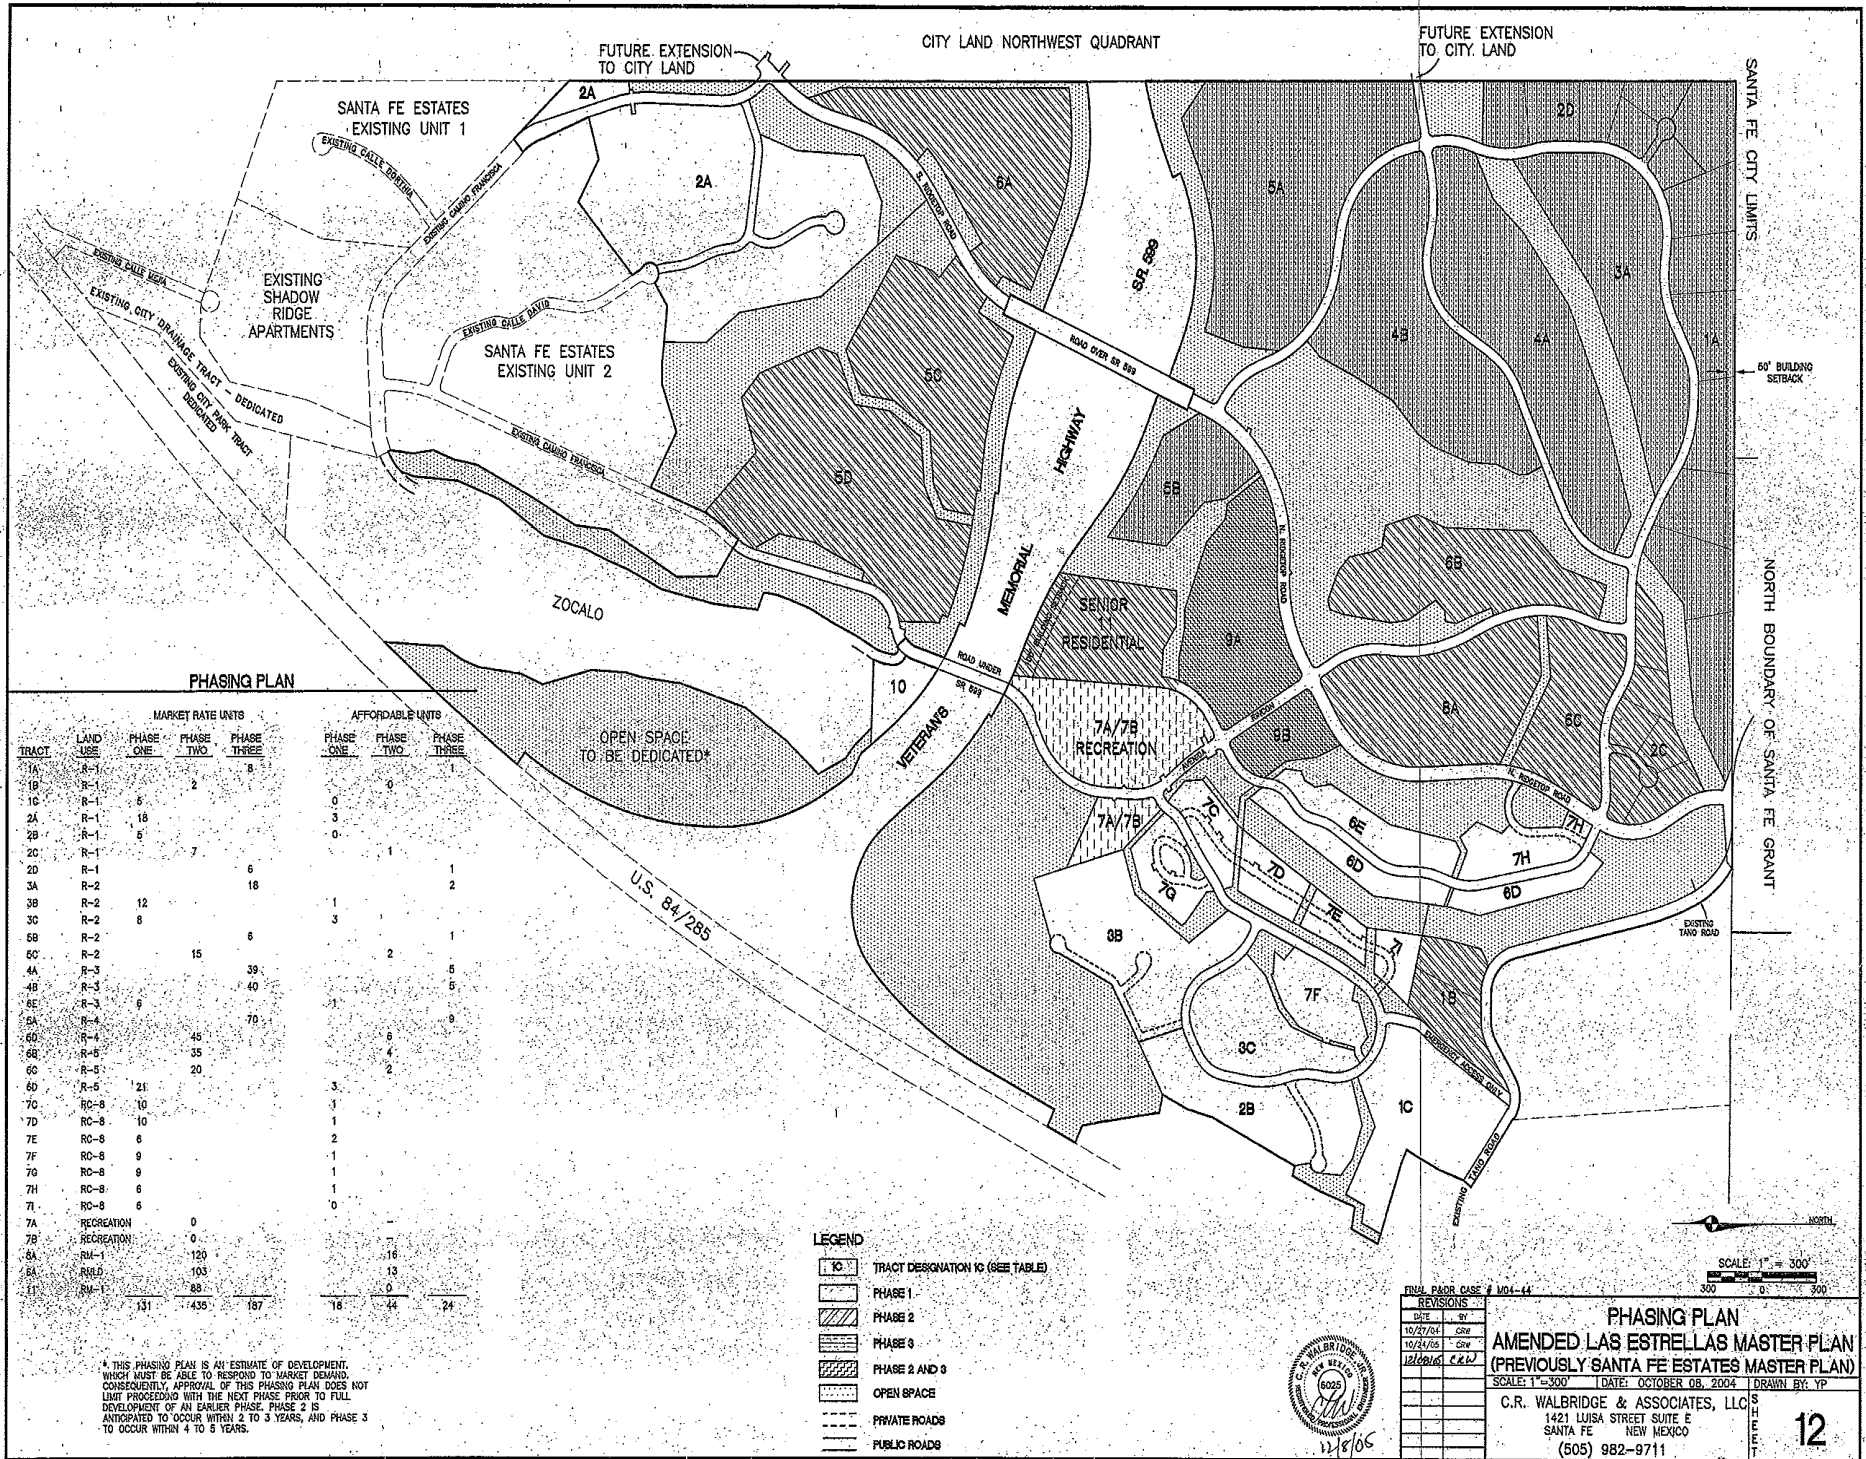 CITY LAND NORTHWEST QUADRANT
FUTURE EXTENSION
TO CITY LAND
FUTURE EXTENSION
TO CITY LAND
SANTA FE CITY LIMITS
SANTA FE ESTATES
EXISTING UNIT 1
EXISTING CALLE DORTHIA
EXISTING CAMINO FRANCISCA
2A
2A
6A
S. RIDGETOP ROAD
S.R. 599
5A
2D
3A
4B
4A
1A
50' BUILDING
SETBACK
EXISTING
SHADOW
RIDGE
APARTMENTS
EXISTING CITY DRAINAGE TRACT - DEDICATED
EXISTING CITY PARK TRACT
DEDICATED
EXISTING CALLE DAVID
SANTA FE ESTATES
EXISTING UNIT 2
EXISTING CAMINO FRANCISCA
5C
5D
ROAD OVER SR 599
HIGHWAY
MEMORIAL
VETERAN'S
5B
N. RIDGETOP ROAD
6B
NORTH BOUNDARY OF SANTA FE GRANT
ZOCALO
SENIOR
11
RESIDENTIAL
9A
ROAD UNDER
SR 599
10
OPEN SPACE
TO BE DEDICATED*
7A/7B
RECREATION
9B
8A
6C
2C
N. RIDGETOP ROAD
7A/7B
7C
6E
7H
7H
6D
6D
7D
7G
7E
7I
3B
7F
1B
3C
2B
1C
EXISTING
TANO ROAD
EMERGENCY ACCESS ONLY
EXISTING TANO ROAD
U.S. 84/285
PHASING PLAN
MARKET RATE UNITS AFFORDABLE UNITS
TRACT LAND USE PHASE ONE PHASE TWO PHASE THREE PHASE ONE PHASE TWO PHASE THREE
1A R-1 8 1
1B R-1 2 0
1C R-1 5 0
2A R-1 18 3
2B R-1 5 0
2C R-1 7 1
2D R-1 6 1
3A R-2 18 2
3B R-2 12 1
3C R-2 8 3
5B R-2 6 1
5C R-2 15 2
4A R-3 39 5
4B R-3 40 5
6E R-3 6 1
5A R-4 70 9
5D R-4 45 6
6B R-5 35 4
6C R-5 20 2
6D R-5 21 3
7C RC-8 10 1
7D RC-8 10 1
7E RC-8 6 2
7F RC-8 9 1
7G RC-8 9 1
7H RC-8 6 1
7I RC-8 6 0
7A RECREATION 0 -
7B RECREATION 0 -
8A RM-1 120 16
6A RMLD 103 13
11 RM-1 88 0
131 435 187 18 44 24
*. THIS PHASING PLAN IS AN ESTIMATE OF DEVELOPMENT,
WHICH MUST BE ABLE TO RESPOND TO MARKET DEMAND.
CONSEQUENTLY, APPROVAL OF THIS PHASING PLAN DOES NOT
LIMIT PROCEEDING WITH THE NEXT PHASE PRIOR TO FULL
DEVELOPMENT OF AN EARLIER PHASE. PHASE 2 IS
ANTICIPATED TO OCCUR WITHIN 2 TO 3 YEARS, AND PHASE 3
TO OCCUR WITHIN 4 TO 5 YEARS.
LEGEND
1C TRACT DESIGNATION 1C (SEE TABLE)
PHASE 1
PHASE 2
PHASE 3
PHASE 2 AND 3
OPEN SPACE
PRIVATE ROADS
PUBLIC ROADS
C.R. WALBRIDGE, JR.
NEW MEXICO
6025
PROFESSIONAL
NORTH
SCALE: 1" = 300'
300 0 300
FINAL P&DR CASE # M04-44
REVISIONS
DATE BY
10/27/04 CRW
10/24/05 CRW
CRW
PHASING PLAN
AMENDED LAS ESTRELLAS MASTER PLAN
(PREVIOUSLY SANTA FE ESTATES MASTER PLAN)
SCALE: 1"=300' DATE: OCTOBER 08, 2004 DRAWN BY: YP
C.R. WALBRIDGE & ASSOCIATES, LLC
1421 LUISA STREET SUITE E
SANTA FE NEW MEXICO
(505) 982-9711
SHEET
12